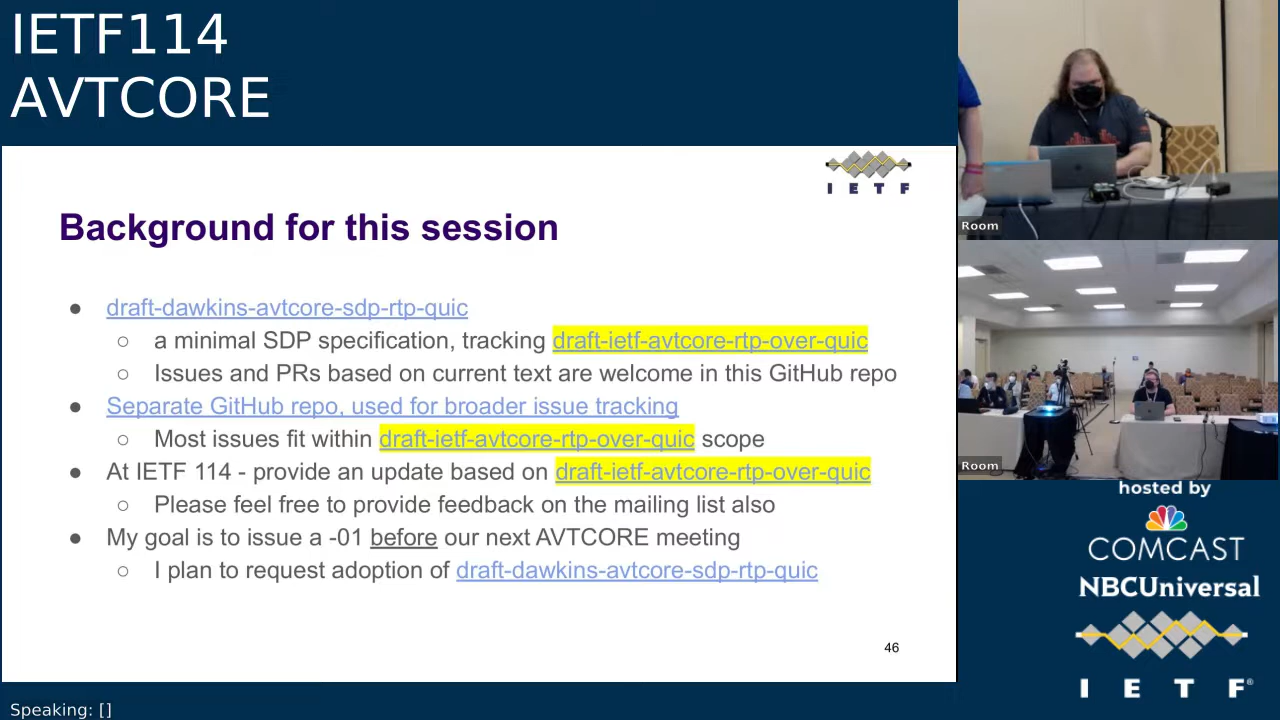 IETF114
AVTCORE
I E T F
Background for this session
● draft-dawkins-avtcore-sdp-rtp-quic
○ a minimal SDP specification, tracking draft-ietf-avtcore-rtp-over-quic
○ Issues and PRs based on current text are welcome in this GitHub repo
● Separate GitHub repo, used for broader issue tracking
○ Most issues fit within draft-ietf-avtcore-rtp-over-quic scope
● At IETF 114 - provide an update based on draft-ietf-avtcore-rtp-over-quic
○ Please feel free to provide feedback on the mailing list also
● My goal is to issue a -01 before our next AVTCORE meeting
○ I plan to request adoption of draft-dawkins-avtcore-sdp-rtp-quic
46
Speaking: []
Room
Room
hosted by
COMCAST
NBCUniversal
I E T F®